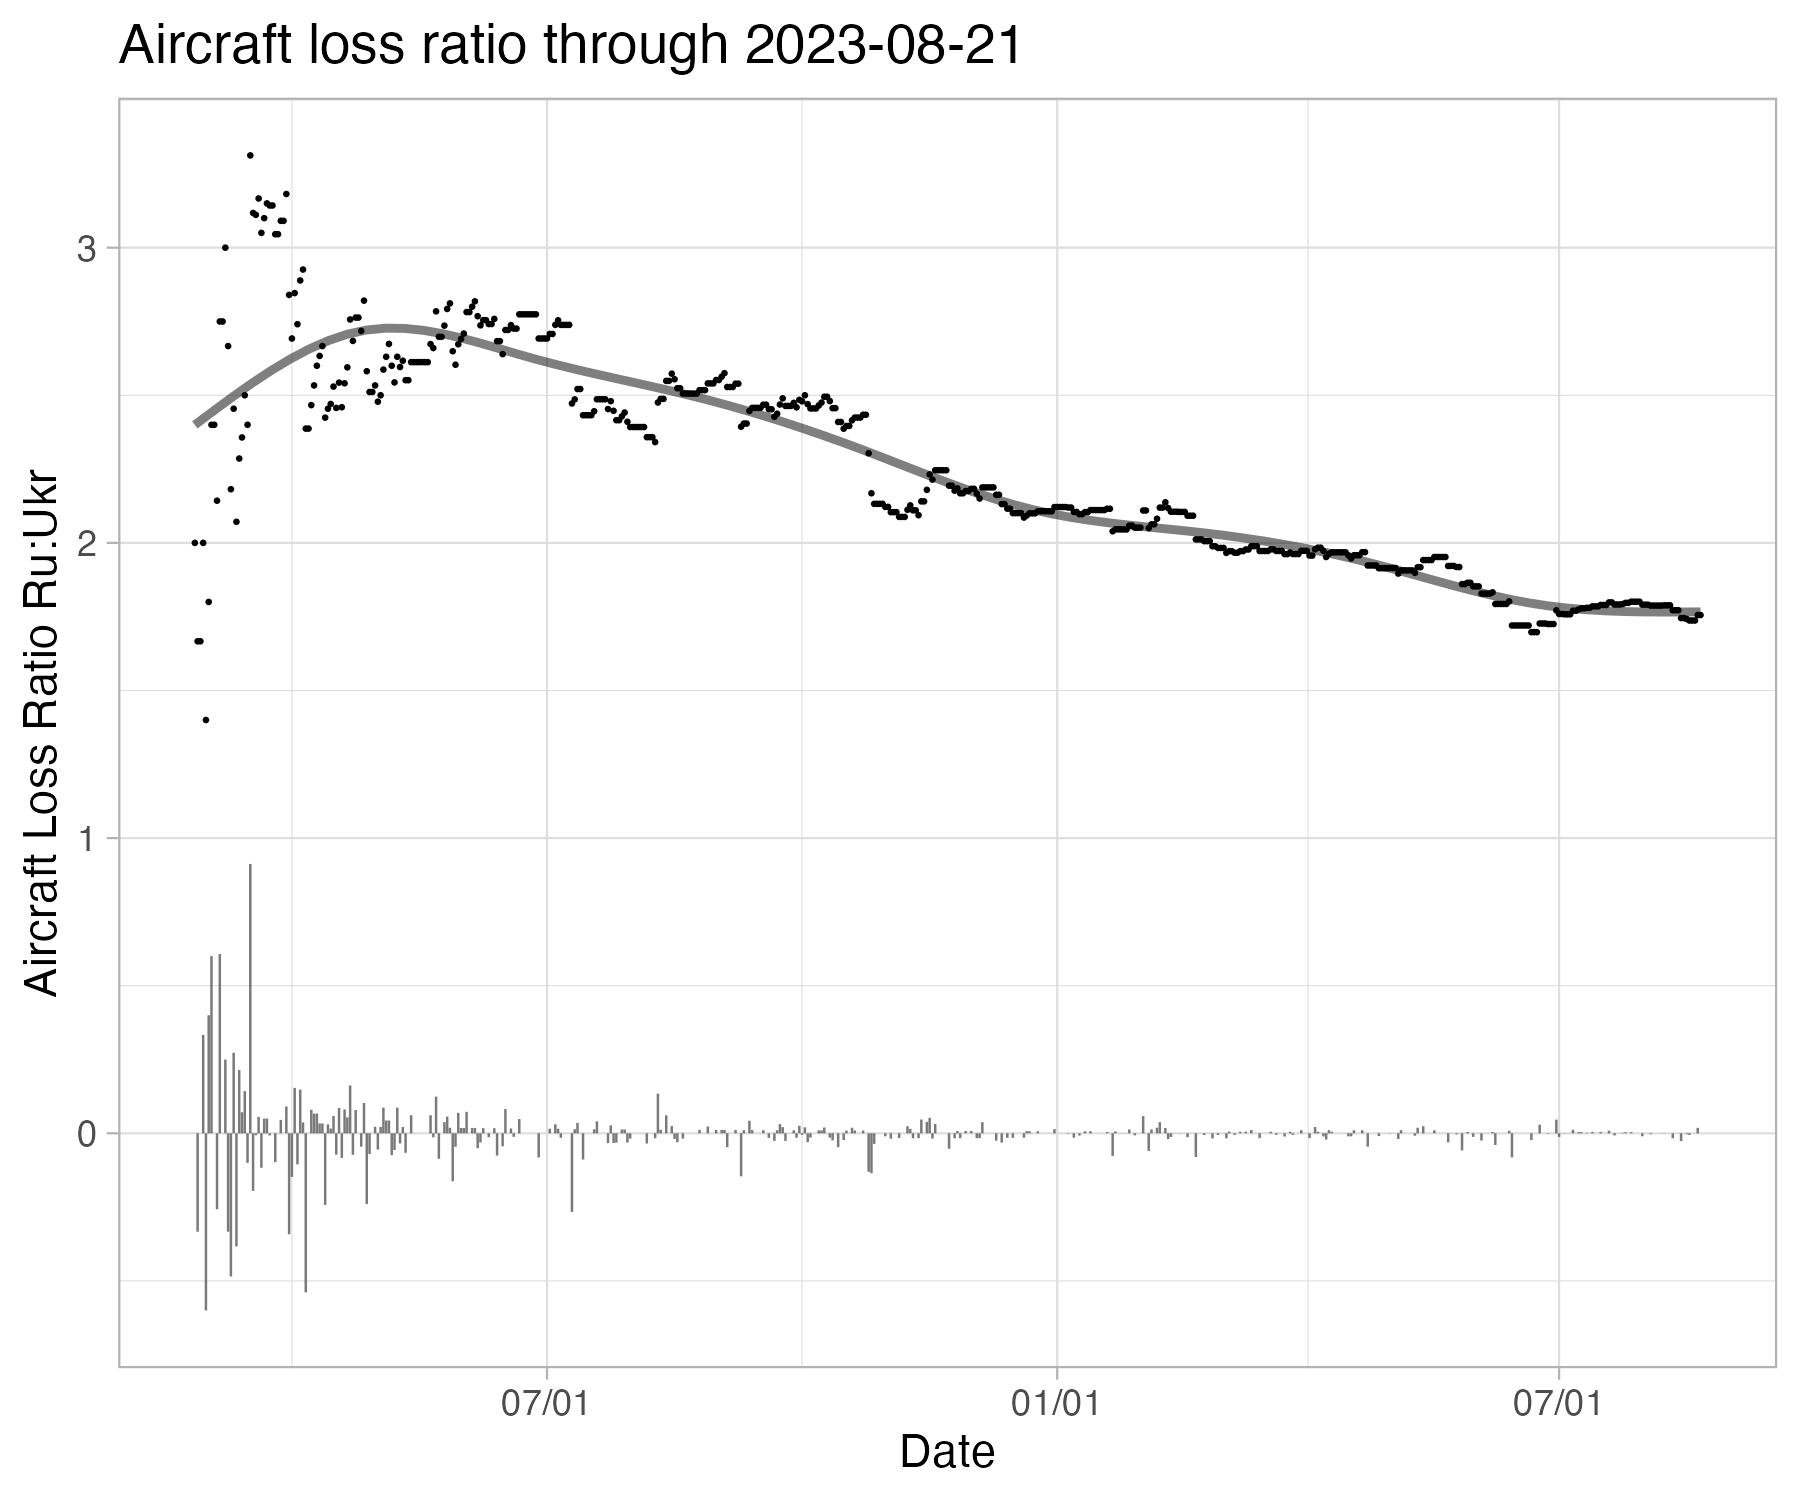 Aircraft loss ratio through 2023-08-21
Aircraft Loss Ratio Ru:Ukr
3
2
1
0
07/01
01/01
07/01
Date